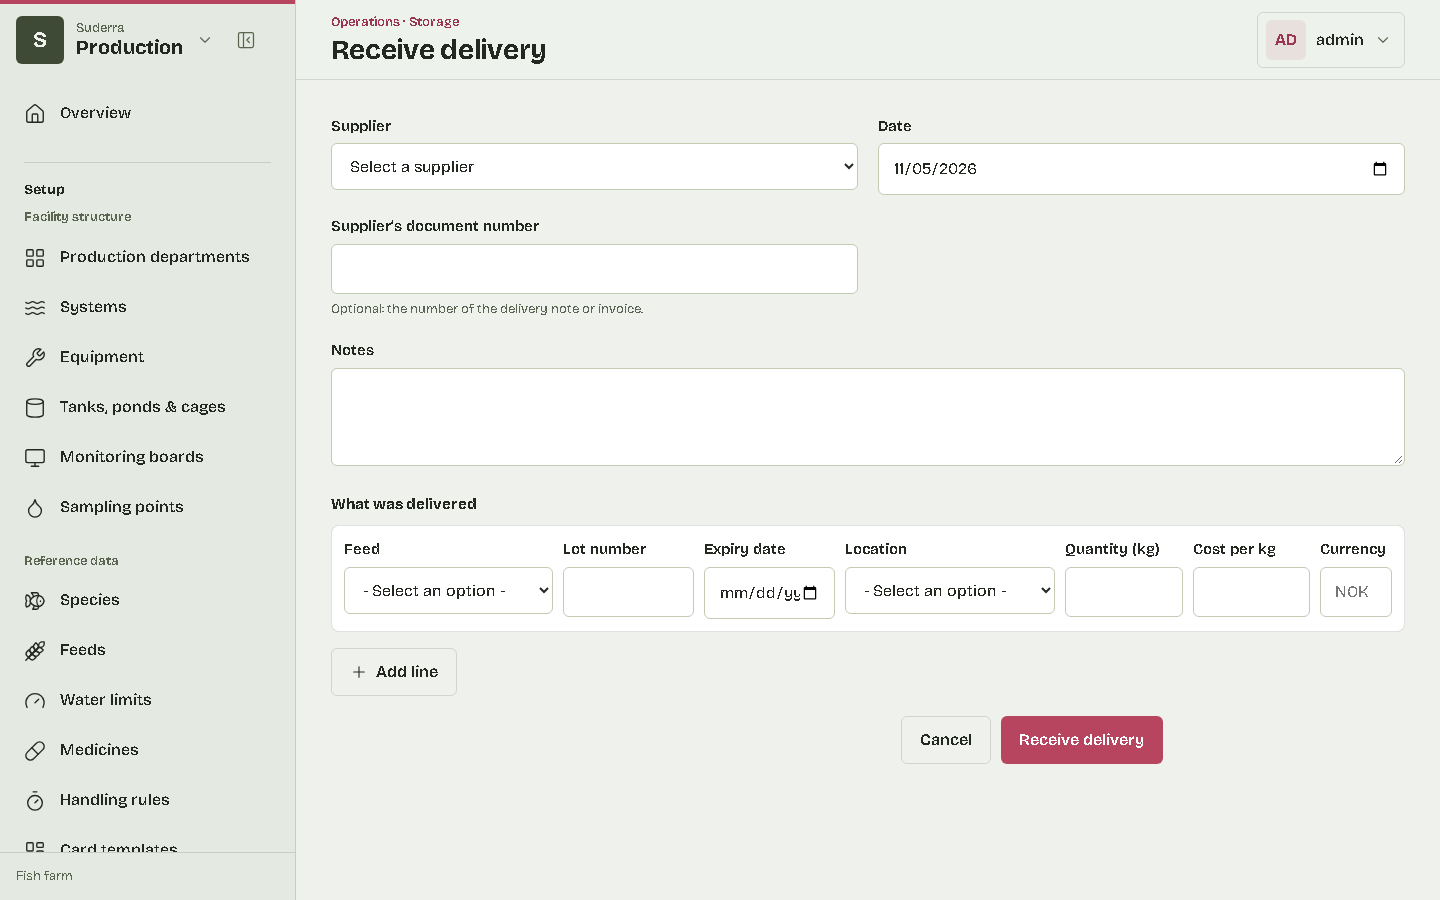 S
Suderra
Production
Operations · Storage
Receive delivery
AD
admin
Overview
Setup
Facility structure
Production departments
Systems
Equipment
Tanks, ponds & cages
Monitoring boards
Sampling points
Reference data
Species
Feeds
Water limits
Medicines
Handling rules
Card templates
Fish farm
Supplier
Date
Select a supplier
11/05/2026
Supplier's document number
Optional: the number of the delivery note or invoice.
Notes
What was delivered
Feed Lot number Expiry date Location Quantity (kg) Cost per kg Currency
- Select an option - mm/dd/yy - Select an option - NOK
Add line
Cancel
Receive delivery